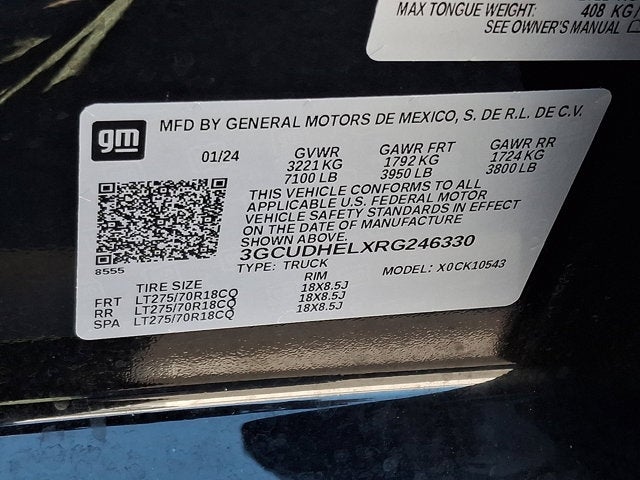 MAX TONGUE WEIGHT: 408 KG/
SEE OWNER'S MANUAL
gm MFD BY GENERAL MOTORS DE MEXICO, S. DE R.L. DE C.V.
01/24 GVWR GAWR FRT GAWR RR
3221 KG 1792 KG 1724 KG
7100 LB 3950 LB 3800 LB
THIS VEHICLE CONFORMS TO ALL
APPLICABLE U.S. FEDERAL MOTOR
VEHICLE SAFETY STANDARDS IN EFFECT
ON THE DATE OF MANUFACTURE
SHOWN ABOVE.
3GCUDHELXRG246330
8555
TYPE: TRUCK MODEL: X0CK10543
TIRE SIZE RIM
FRT LT275/70R18CQ 18X8.5J
RR LT275/70R18CQ 18X8.5J
SPA LT275/70R18CQ 18X8.5J